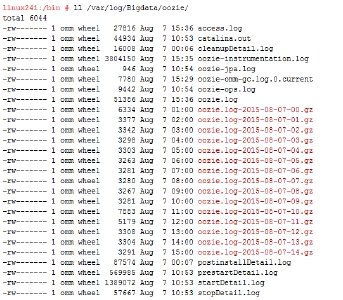 linux241:/bin # ll /var/log/Bigdata/oozie/
total 6044
-rw------- 1 omm wheel 27816 Aug 7 15:36 access.log
-rw------- 1 omm wheel 44934 Aug 7 10:53 catalina.out
-rw------- 1 omm wheel 16008 Aug 7 00:06 cleanupDetail.log
-rw------- 1 omm wheel 3804150 Aug 7 15:35 oozie-instrumentation.log
-rw------- 1 omm wheel 946 Aug 7 10:54 oozie-jpa.log
-rw------- 1 omm wheel 7780 Aug 7 15:29 oozie-omm-gc.log.0.current
-rw------- 1 omm wheel 9442 Aug 7 10:54 oozie-ops.log
-rw------- 1 omm wheel 51386 Aug 7 15:36 oozie.log
-rw------- 1 omm wheel 6334 Aug 7 01:00 oozie.log-2015-08-07-00.gz
-rw------- 1 omm wheel 3377 Aug 7 02:00 oozie.log-2015-08-07-01.gz
-rw------- 1 omm wheel 3342 Aug 7 03:00 oozie.log-2015-08-07-02.gz
-rw------- 1 omm wheel 3298 Aug 7 04:00 oozie.log-2015-08-07-03.gz
-rw------- 1 omm wheel 3303 Aug 7 05:00 oozie.log-2015-08-07-04.gz
-rw------- 1 omm wheel 3263 Aug 7 06:00 oozie.log-2015-08-07-05.gz
-rw------- 1 omm wheel 3281 Aug 7 07:00 oozie.log-2015-08-07-06.gz
-rw------- 1 omm wheel 3280 Aug 7 08:00 oozie.log-2015-08-07-07.gz
-rw------- 1 omm wheel 3267 Aug 7 09:00 oozie.log-2015-08-07-08.gz
-rw------- 1 omm wheel 3281 Aug 7 10:00 oozie.log-2015-08-07-09.gz
-rw------- 1 omm wheel 7853 Aug 7 11:00 oozie.log-2015-08-07-10.gz
-rw------- 1 omm wheel 5179 Aug 7 12:00 oozie.log-2015-08-07-11.gz
-rw------- 1 omm wheel 3308 Aug 7 13:00 oozie.log-2015-08-07-12.gz
-rw------- 1 omm wheel 3304 Aug 7 14:00 oozie.log-2015-08-07-13.gz
-rw------- 1 omm wheel 3291 Aug 7 15:00 oozie.log-2015-08-07-14.gz
-rw------- 1 omm wheel 87574 Aug 7 00:07 postinstallDetail.log
-rw------- 1 omm wheel 569985 Aug 7 10:53 prestartDetail.log
-rw------- 1 omm wheel 1389072 Aug 7 10:53 startDetail.log
-rw------- 1 omm wheel 57667 Aug 7 10:53 stopDetail.log